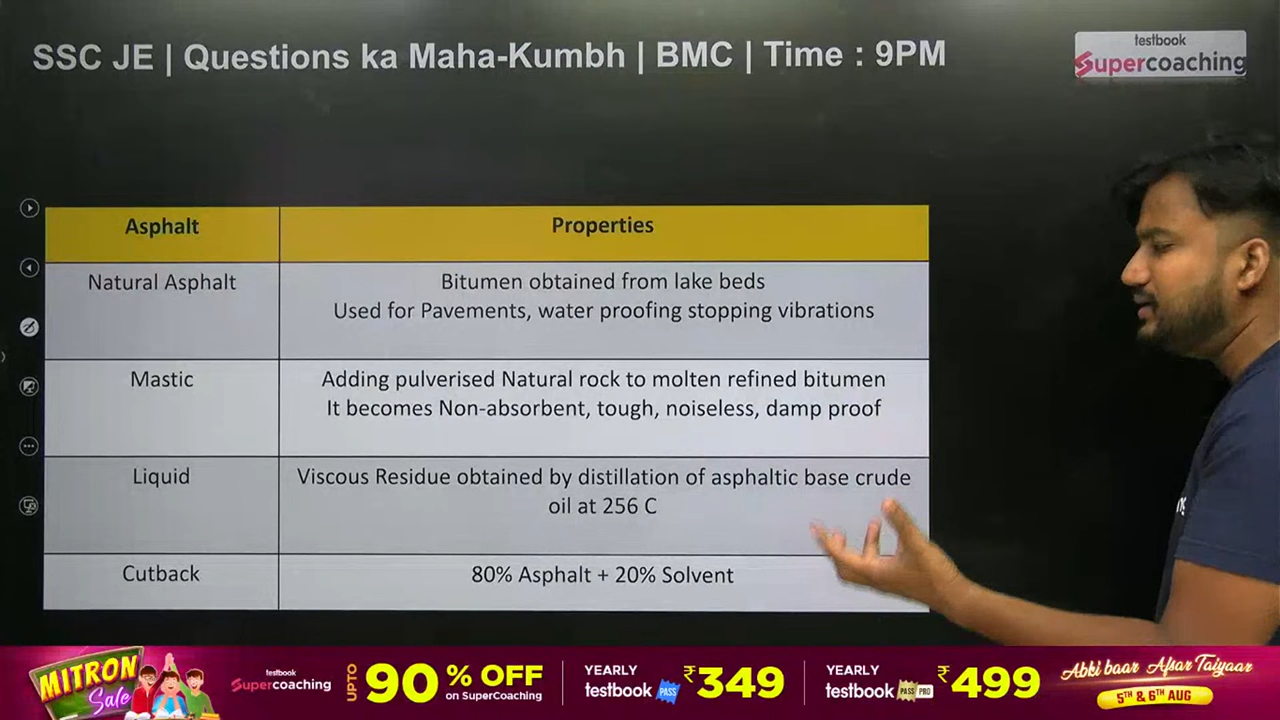 SSC JE | Questions ka Maha-Kumbh | BMC | Time : 9PM
testbook
Supercoaching
Asphalt
Properties
Natural Asphalt
Bitumen obtained from lake beds
Used for Pavements, water proofing stopping vibrations
Mastic
Adding pulverised Natural rock to molten refined bitumen
It becomes Non-absorbent, tough, noiseless, damp proof
Liquid
Viscous Residue obtained by distillation of asphaltic base crude
oil at 256 C
Cutback
80% Asphalt + 20% Solvent
MITRON
Sale
testbook
Supercoaching
UPTO 90% OFF
on SuperCoaching
YEARLY
testbook PASS
₹349
YEARLY
testbook PASS PRO
₹499
Abki baar Afsar Taiyaar
5TH & 6TH AUG